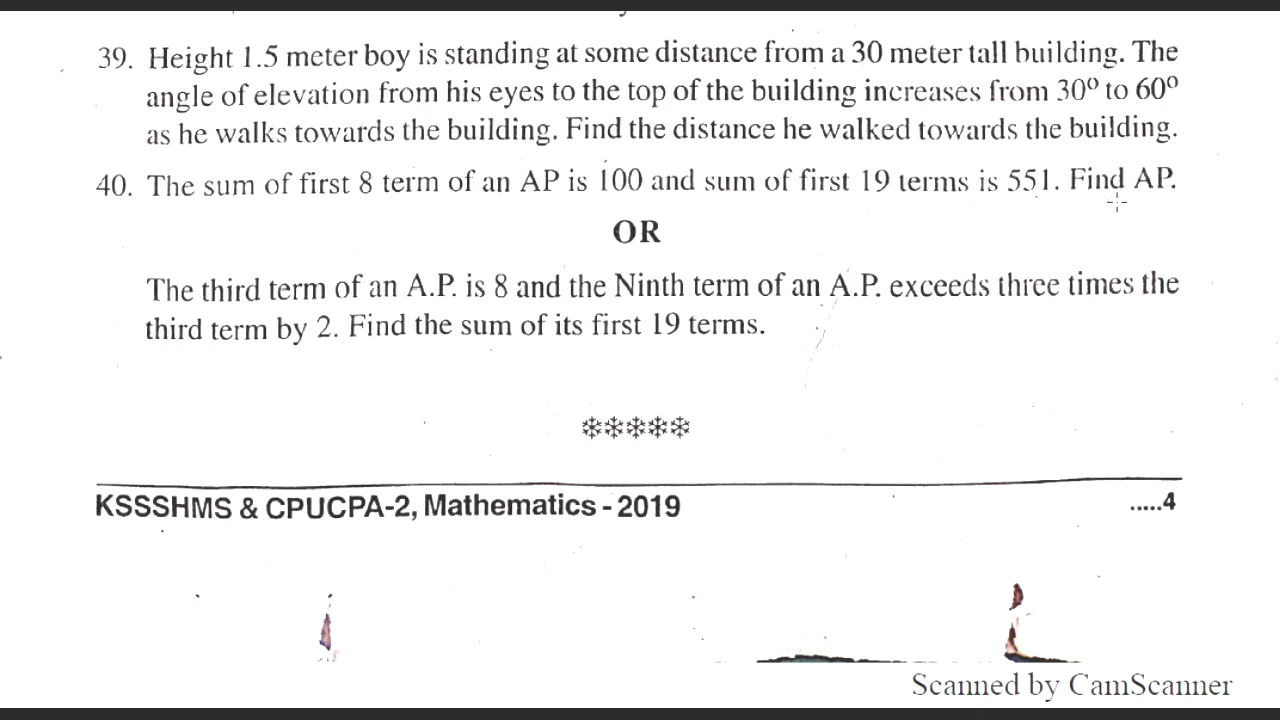 39. Height 1.5 meter boy is standing at some distance from a 30 meter tall building. The
angle of elevation from his eyes to the top of the building increases from 30⁰ to 60⁰
as he walks towards the building. Find the distance he walked towards the building.
40. The sum of first 8 term of an AP is 100 and sum of first 19 terms is 551. Find AP.
OR
The third term of an A.P. is 8 and the Ninth term of an A.P. exceeds three times the
third term by 2. Find the sum of its first 19 terms.
*****
KSSSHMS & CPUCPA-2, Mathematics - 2019 .....4
Scanned by CamScanner